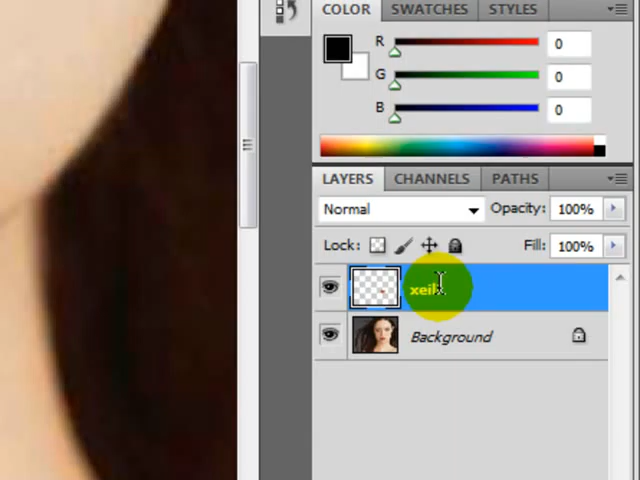 COLOR SWATCHES STYLES
R 0
G 0
B 0
LAYERS CHANNELS PATHS
Normal Opacity: 100%
Lock: Fill: 100%
Background